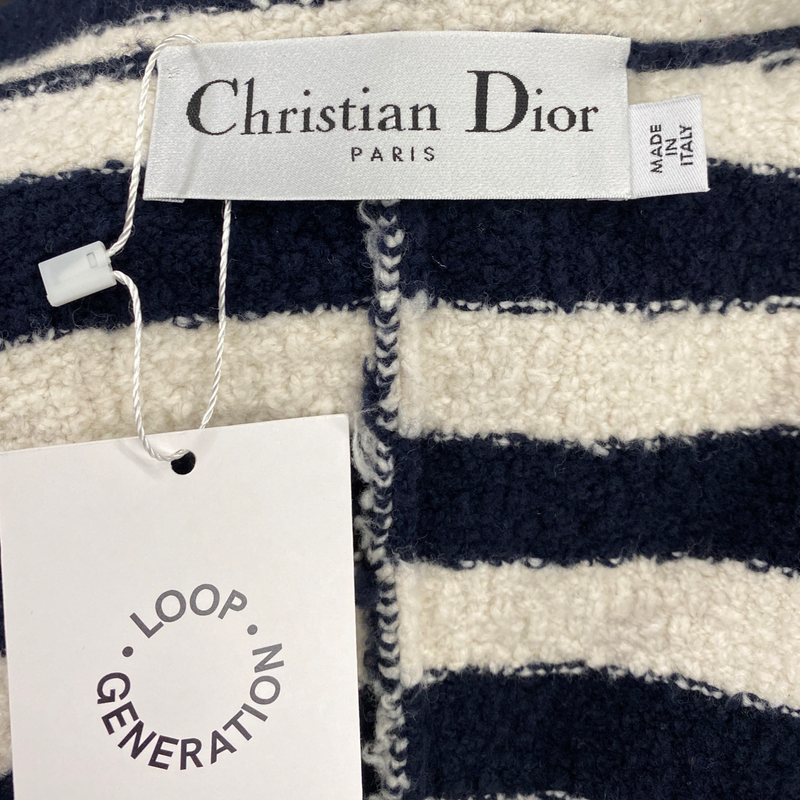 Christian Dior
PARIS
MADE
IN
ITALY
• LOOP •
GENERATION